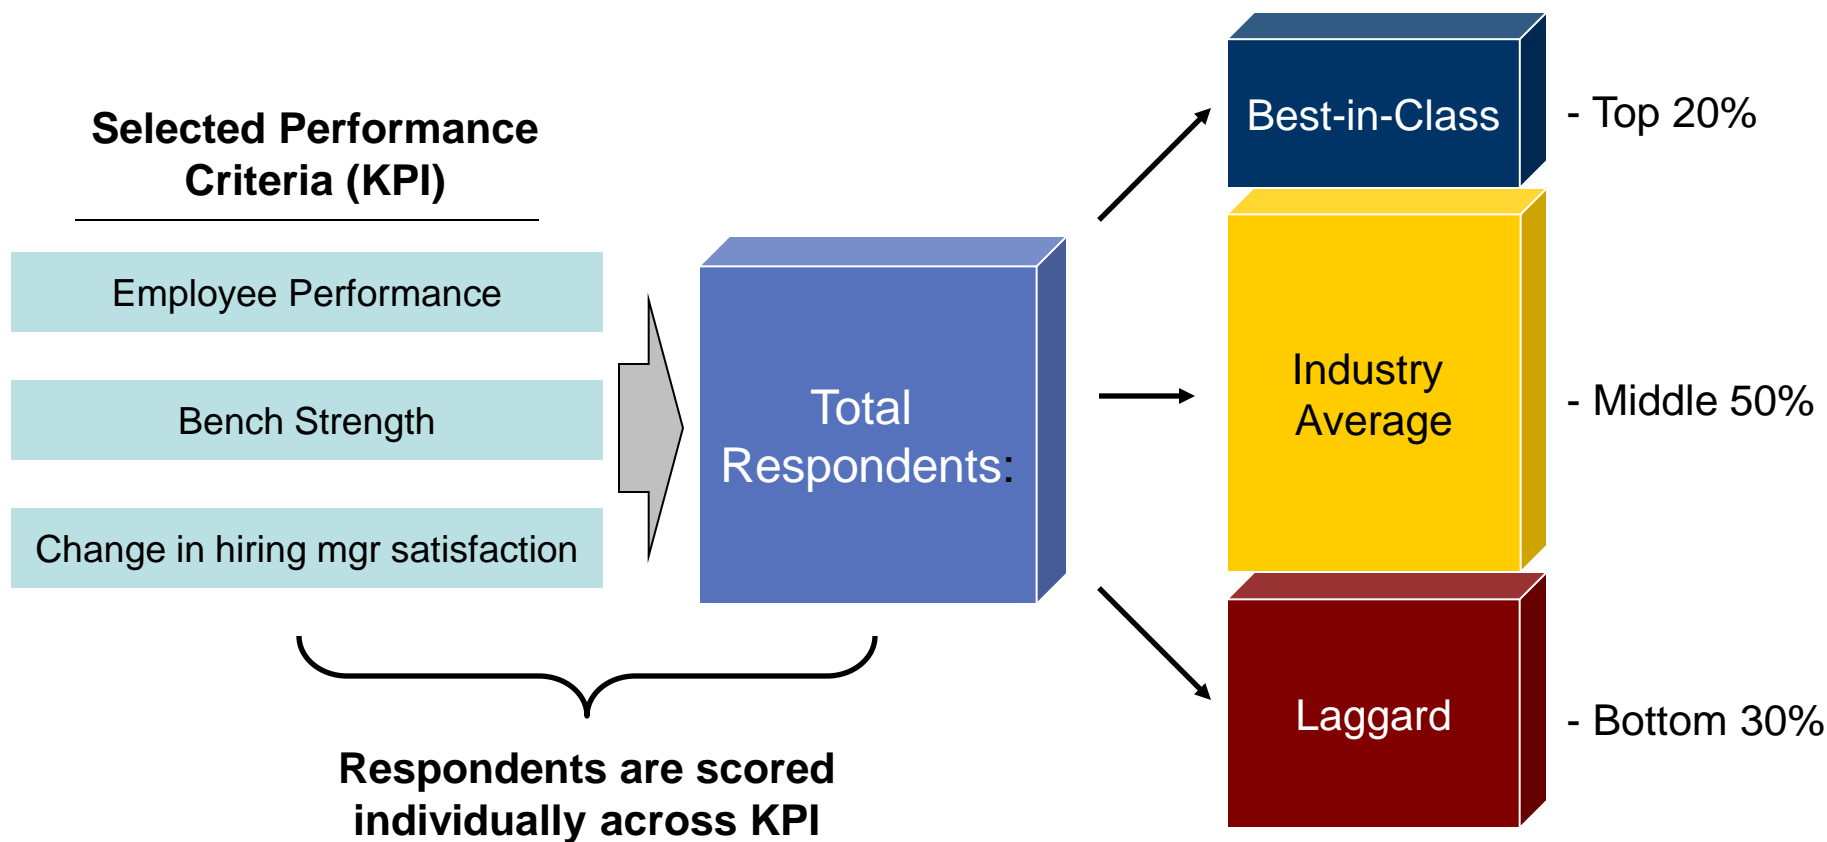 Selected Performance
Criteria (KPI)
Employee Performance
Bench Strength
Change in hiring mgr satisfaction
Respondents are scored
individually across KPI
Total
Respondents:
Best-in-Class
- Top 20%
Industry
Average
- Middle 50%
Laggard
- Bottom 30%